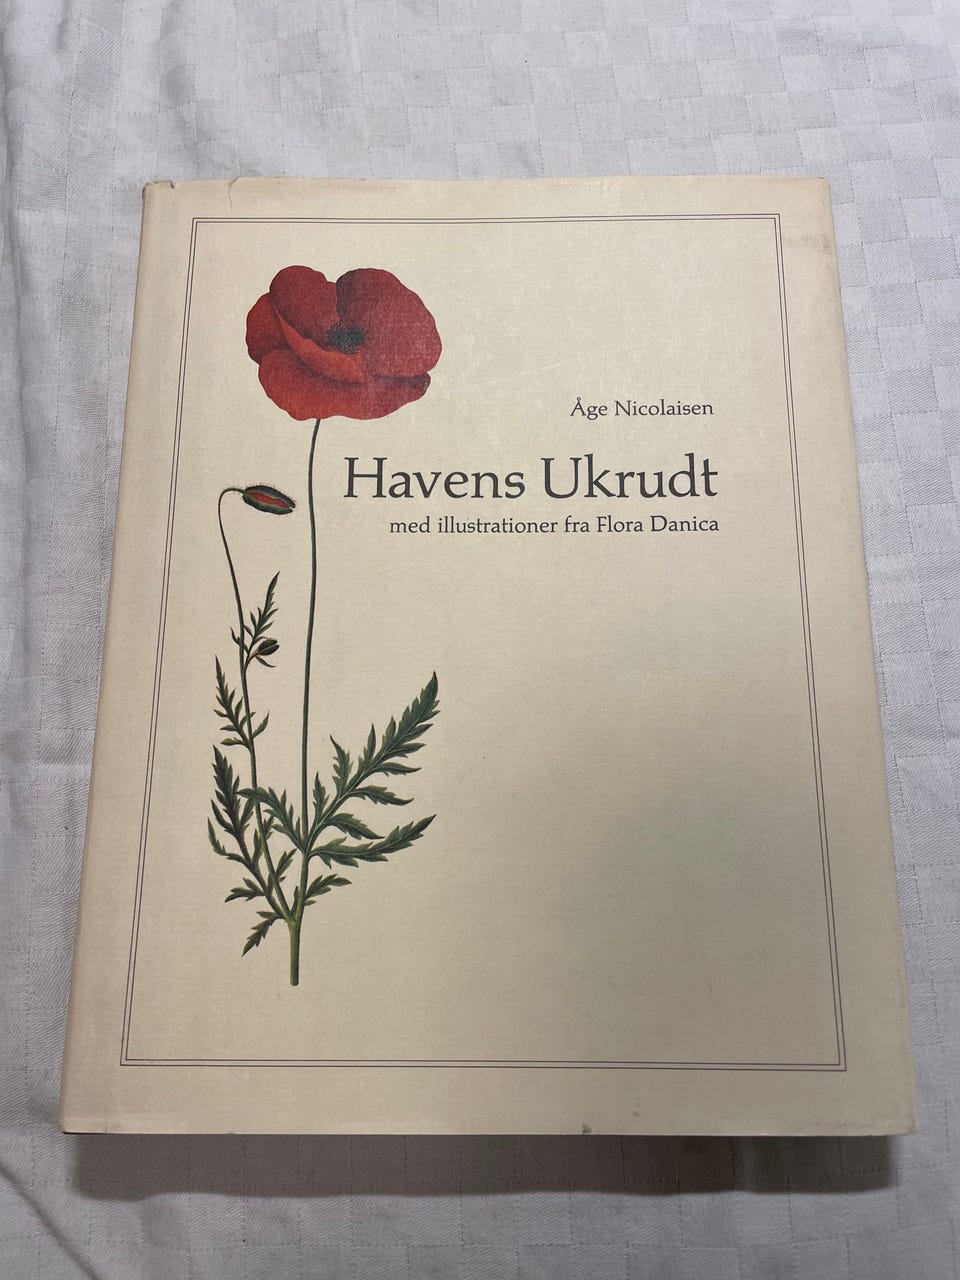 Åge Nicolaisen
Havens Ukrudt
med illustrationer fra Flora Danica